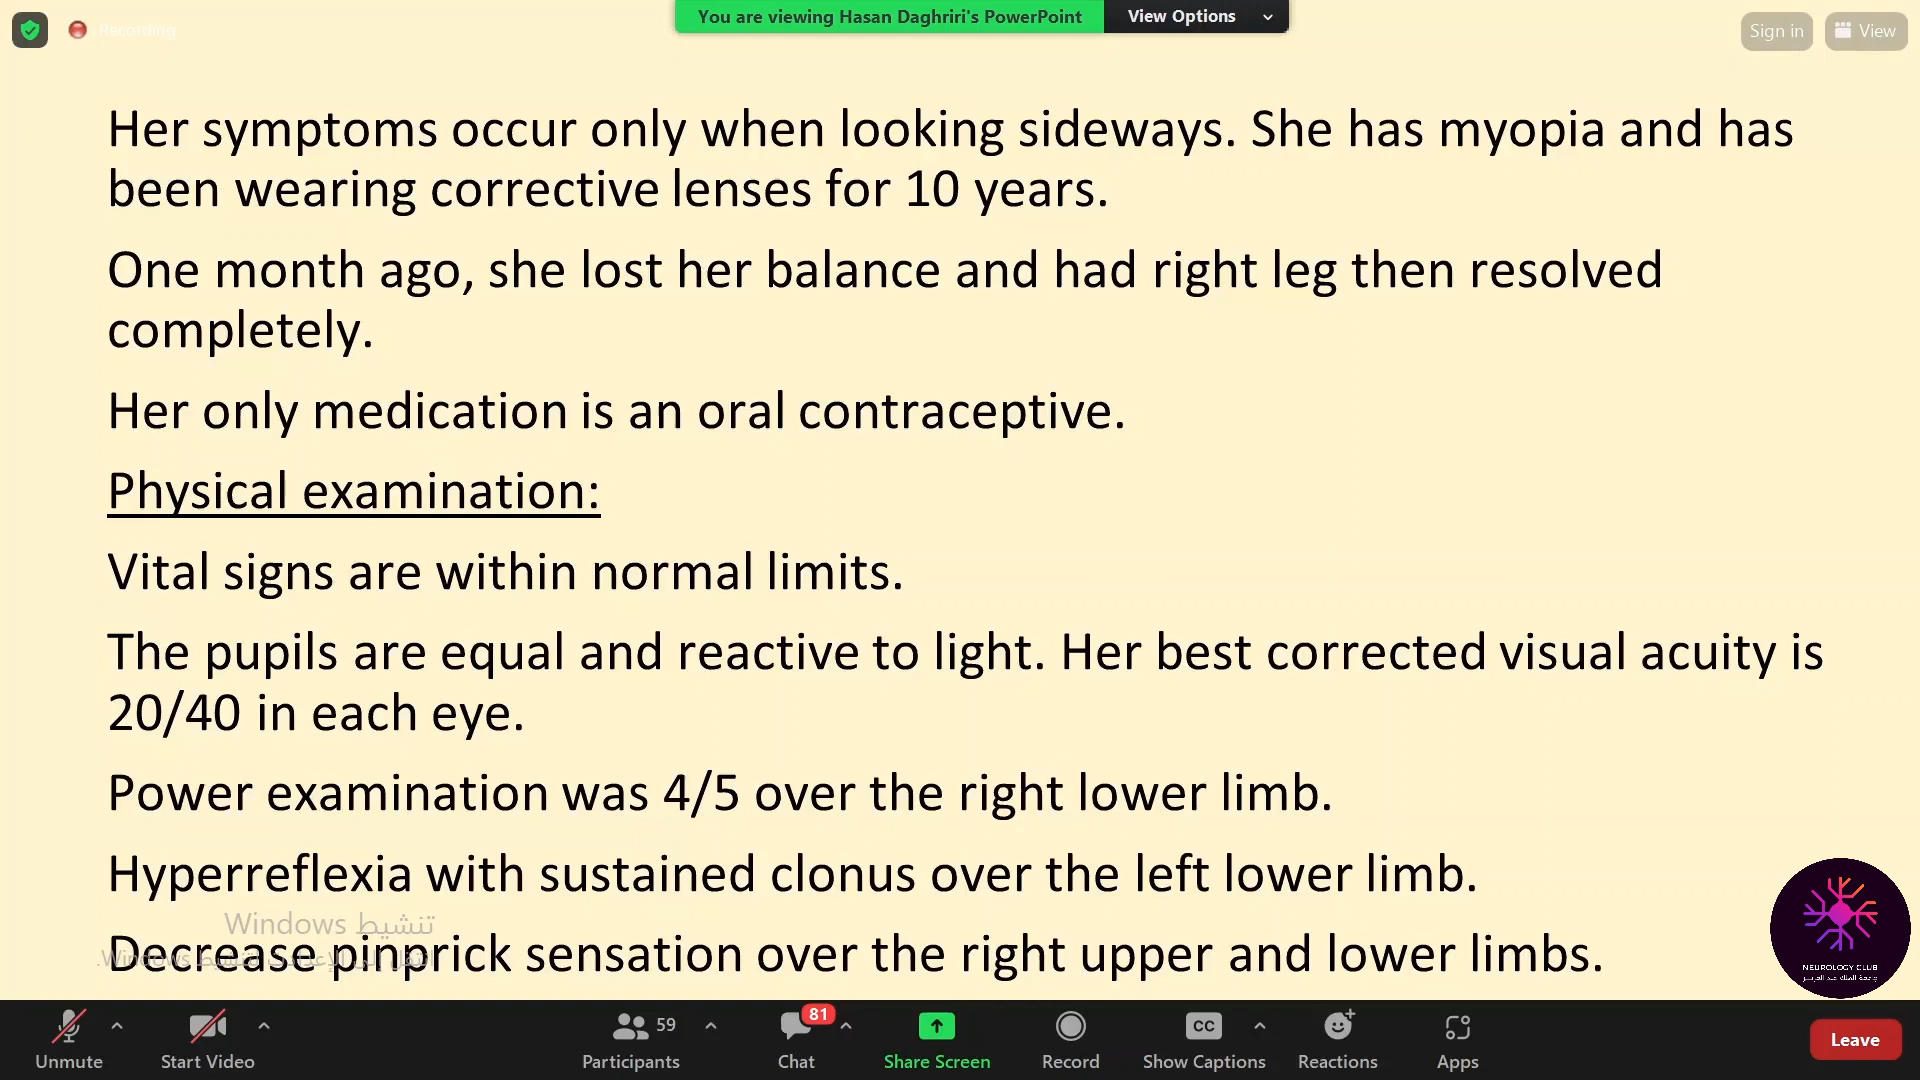 Recording
You are viewing Hasan Daghriri's PowerPoint
View Options
Sign in
View
Her symptoms occur only when looking sideways. She has myopia and has
been wearing corrective lenses for 10 years.
One month ago, she lost her balance and had right leg then resolved
completely.
Her only medication is an oral contraceptive.
Physical examination:
Vital signs are within normal limits.
The pupils are equal and reactive to light. Her best corrected visual acuity is
20/40 in each eye.
Power examination was 4/5 over the right lower limb.
Hyperreflexia with sustained clonus over the left lower limb.
تنشيط Windows
Decrease pinprick sensation over the right upper and lower limbs.
انتقل إلى الإعدادات لتنشيط Windows.
NEUROLOGY CLUB
Unmute
Start Video
59
Participants
81
Chat
Share Screen
Record
CC
Show Captions
Reactions
Apps
Leave